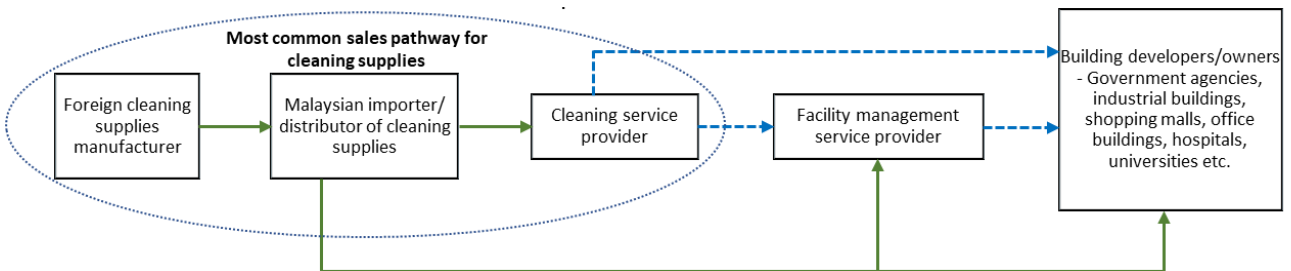 Most common sales pathway for
cleaning supplies
Foreign cleaning
supplies
manufacturer
Malaysian importer/
distributor of cleaning
supplies
Cleaning service
provider
Facility management
service provider
Building developers/owners
- Government agencies,
industrial buildings,
shopping malls, office
buildings, hospitals,
universities etc.